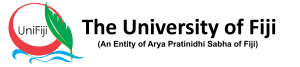 UniFiji
The University of Fiji
(An Entity of Arya Pratinidhi Sabha of Fiji)